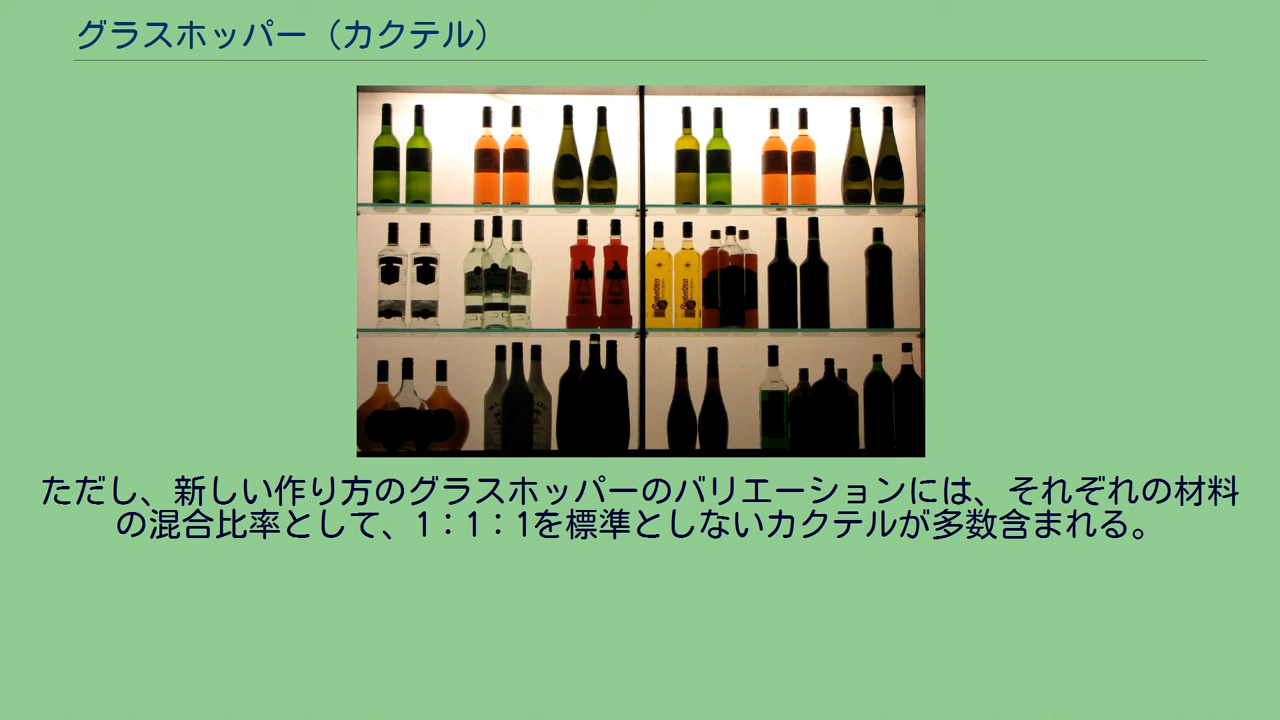 グラスホッパー（カクテル）
ただし、新しい作り方のグラスホッパーのバリエーションには、それぞれの材料
の混合比率として、1：1：1を標準としないカクテルが多数含まれる。